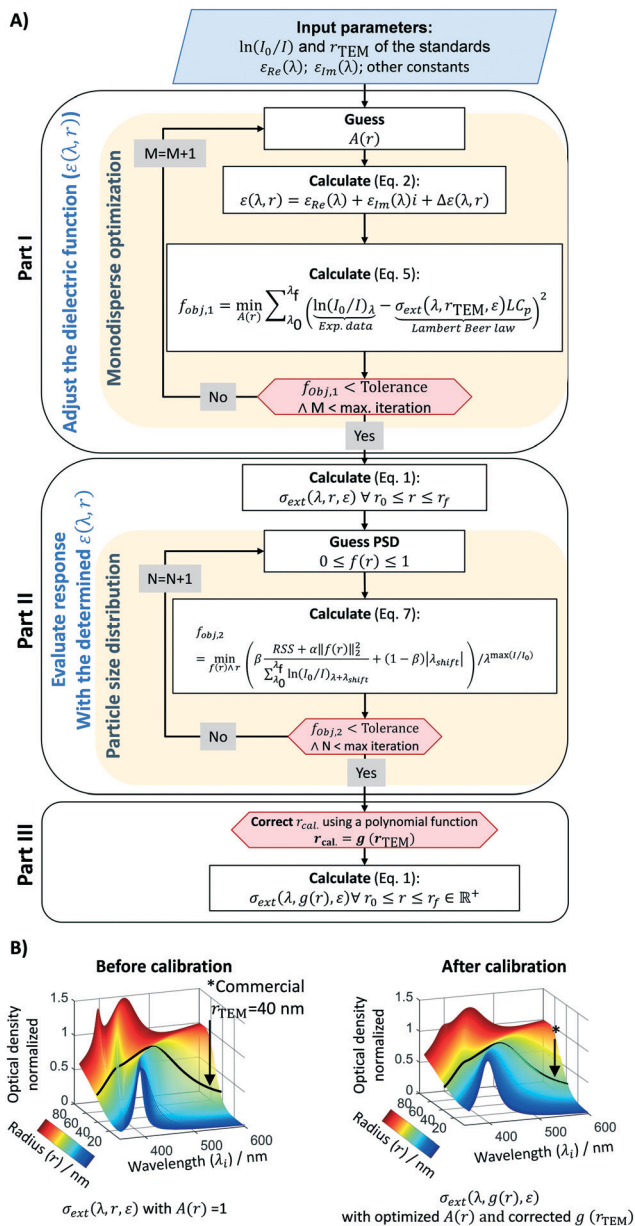 A)
Input parameters:
ln(I₀/I) and r_TEM of the standards
ε_Re(λ); ε_Im(λ); other constants
Part I
Adjust the dielectric function (ε(λ, r))
Monodisperse optimization
M=M+1
Guess
A(r)
Calculate (Eq. 2):
ε(λ, r) = ε_Re(λ) + ε_Im(λ)i + Δε(λ, r)
Calculate (Eq. 5):
f_obj,1 = min_A(r) ∑_λ₀^λf (ln(I₀/I)_λ − σ_ext(λ, r_TEM, ε)LC_p)²
Exp. data
Lambert Beer law
No
f_Obj,1 < Tolerance
∧ M < max. iteration
Yes
Part II
Evaluate response
With the determined ε(λ, r)
Particle size distribution
Calculate (Eq. 1):
σ_ext(λ, r, ε) ∀ r₀ ≤ r ≤ r_f
N=N+1
Guess PSD
0 ≤ f(r) ≤ 1
Calculate (Eq. 7):
f_obj,2
= min_f(r)∧r (β (RSS + α‖f(r)‖₂²) / (∑_λ₀^λf ln(I₀/I)_λ+λ_shift) + (1 − β)|λ_shift|) /λ^max(I/I₀)
No
f_Obj,2 < Tolerance
∧ N < max iteration
Yes
Part III
Correct r_cal. using a polynomial function
r_cal. = g (r_TEM)
Calculate (Eq. 1):
σ_ext(λ, g(r), ε)∀ r₀ ≤ r ≤ r_f ∈ ℝ⁺
B)
Before calibration
*Commercial
r_TEM=40 nm
Optical density
normalized
1.5
1
0.5
0
80
60
40
20
Radius (r) / nm
400
500
600
Wavelength (λ_i) / nm
σ_ext(λ, r, ε) with A(r) =1
After calibration
*
Optical density
normalized
1.5
1
0.5
0
80
60
40
20
Radius (r) / nm
400
500
600
Wavelength (λ_i) / nm
σ_ext(λ, g(r), ε)
with optimized A(r) and corrected g (r_TEM)